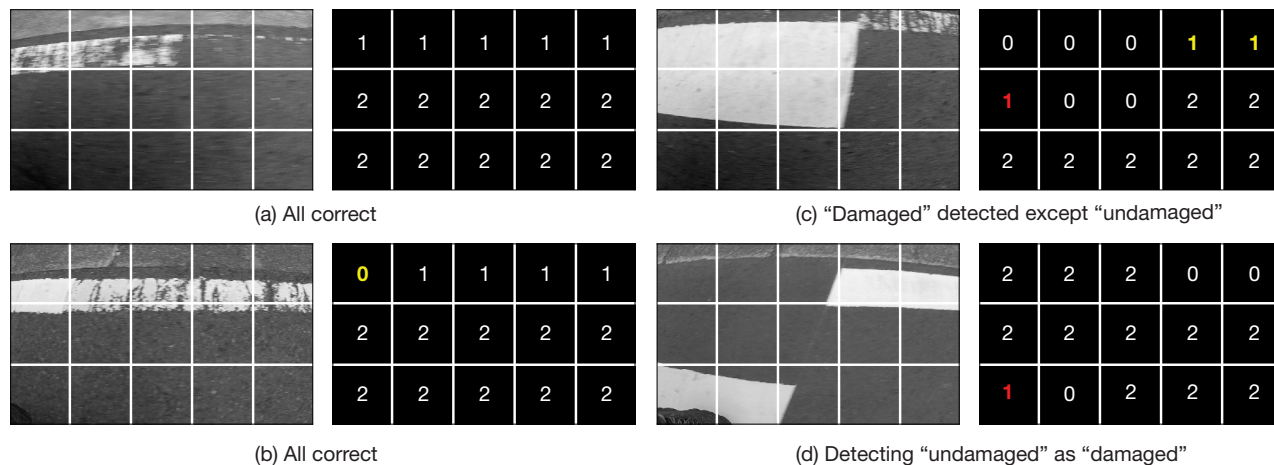 1 1 1 1 1
2 2 2 2 2
2 2 2 2 2
(a) All correct
0 0 0 1 1
1 0 0 2 2
2 2 2 2 2
(c) “Damaged” detected except “undamaged”
0 1 1 1 1
2 2 2 2 2
2 2 2 2 2
(b) All correct
2 2 2 0 0
2 2 2 2 2
1 0 2 2 2
(d) Detecting “undamaged” as “damaged”